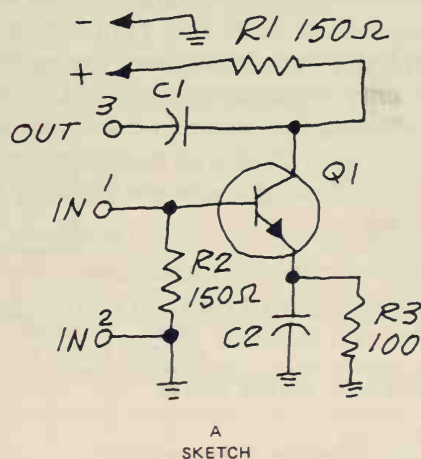 -
+
R1 150Ω
C1
3
OUT
Q1
1
IN
R2
150Ω
2
IN
C2
R3
100
A
SKETCH